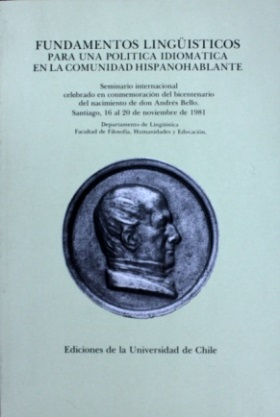 FUNDAMENTOS LINGÜISTICOS
PARA UNA POLITICA IDIOMATICA
EN LA COMUNIDAD HISPANOHABLANTE
Seminario internacional
celebrado en conmemoración del bicentenario
del nacimiento de don Andrés Bello.
Santiago, 16 al 20 de noviembre de 1981
Departamento de Lingüística
Facultad de Filosofía, Humanidades y Educación.
Ediciones de la Universidad de Chile